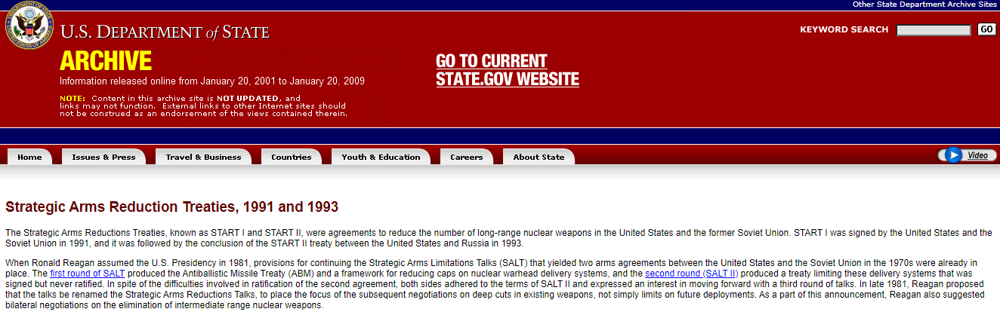 Other State Department Archive Sites
U.S. DEPARTMENT of STATE
KEYWORD SEARCH GO
ARCHIVE
Information released online from January 20, 2001 to January 20, 2009
GO TO CURRENT
STATE.GOV WEBSITE
NOTE: Content in this archive site is NOT UPDATED, and
links may not function. External links to other Internet sites should
not be construed as an endorsement of the views contained therein.
Home Issues & Press Travel & Business Countries Youth & Education Careers About State Video
Strategic Arms Reduction Treaties, 1991 and 1993
The Strategic Arms Reductions Treaties, known as START I and START II, were agreements to reduce the number of long-range nuclear weapons in the United States and the former Soviet Union. START I was signed by the United States and the
Soviet Union in 1991, and it was followed by the conclusion of the START II treaty between the United States and Russia in 1993.
When Ronald Reagan assumed the U.S. Presidency in 1981, provisions for continuing the Strategic Arms Limitations Talks (SALT) that yielded two arms agreements between the United States and the Soviet Union in the 1970s were already in
place. The first round of SALT produced the Antiballistic Missile Treaty (ABM) and a framework for reducing caps on nuclear warhead delivery systems, and the second round (SALT II) produced a treaty limiting these delivery systems that was
signed but never ratified. In spite of the difficulties involved in ratification of the second agreement, both sides adhered to the terms of SALT II and expressed an interest in moving forward with a third round of talks. In late 1981, Reagan proposed
that the talks be renamed the Strategic Arms Reductions Talks, to place the focus of the subsequent negotiations on deep cuts in existing weapons, not simply limits on future deployments. As a part of this announcement, Reagan also suggested
bilateral negotiations on the elimination of intermediate range nuclear weapons.